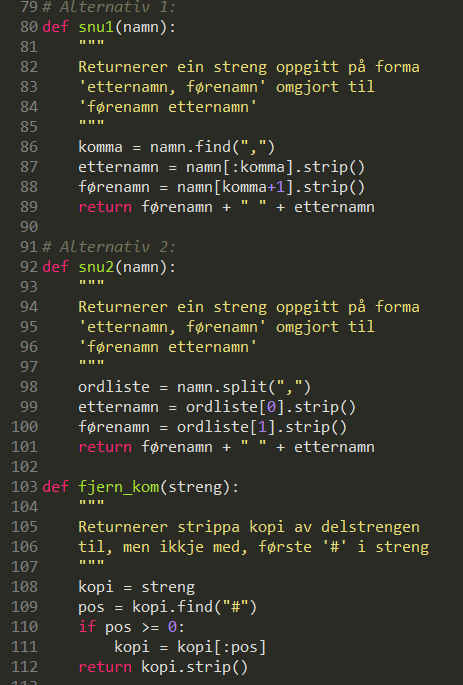 79 # Alternativ 1:
80 def snu1(namn):
81     """
82     Returnerer ein streng oppgitt på forma
83     'etternamn, førenamn' omgjort til
84     'førenamn etternamn'
85     """
86     komma = namn.find(",")
87     etternamn = namn[:komma].strip()
88     førenamn = namn[komma+1].strip()
89     return førenamn + " " + etternamn
90
91 # Alternativ 2:
92 def snu2(namn):
93     """
94     Returnerer ein streng oppgitt på forma
95     'etternamn, førenamn' omgjort til
96     'førenamn etternamn'
97     """
98     ordliste = namn.split(",")
99     etternamn = ordliste[0].strip()
100     førenamn = ordliste[1].strip()
101     return førenamn + " " + etternamn
102
103 def fjern_kom(streng):
104     """
105     Returnerer strippa kopi av delstrengen
106     til, men ikkje med, første '#' i streng
107     """
108     kopi = streng
109     pos = kopi.find("#")
110     if pos >= 0:
111         kopi = kopi[:pos]
112     return kopi.strip()